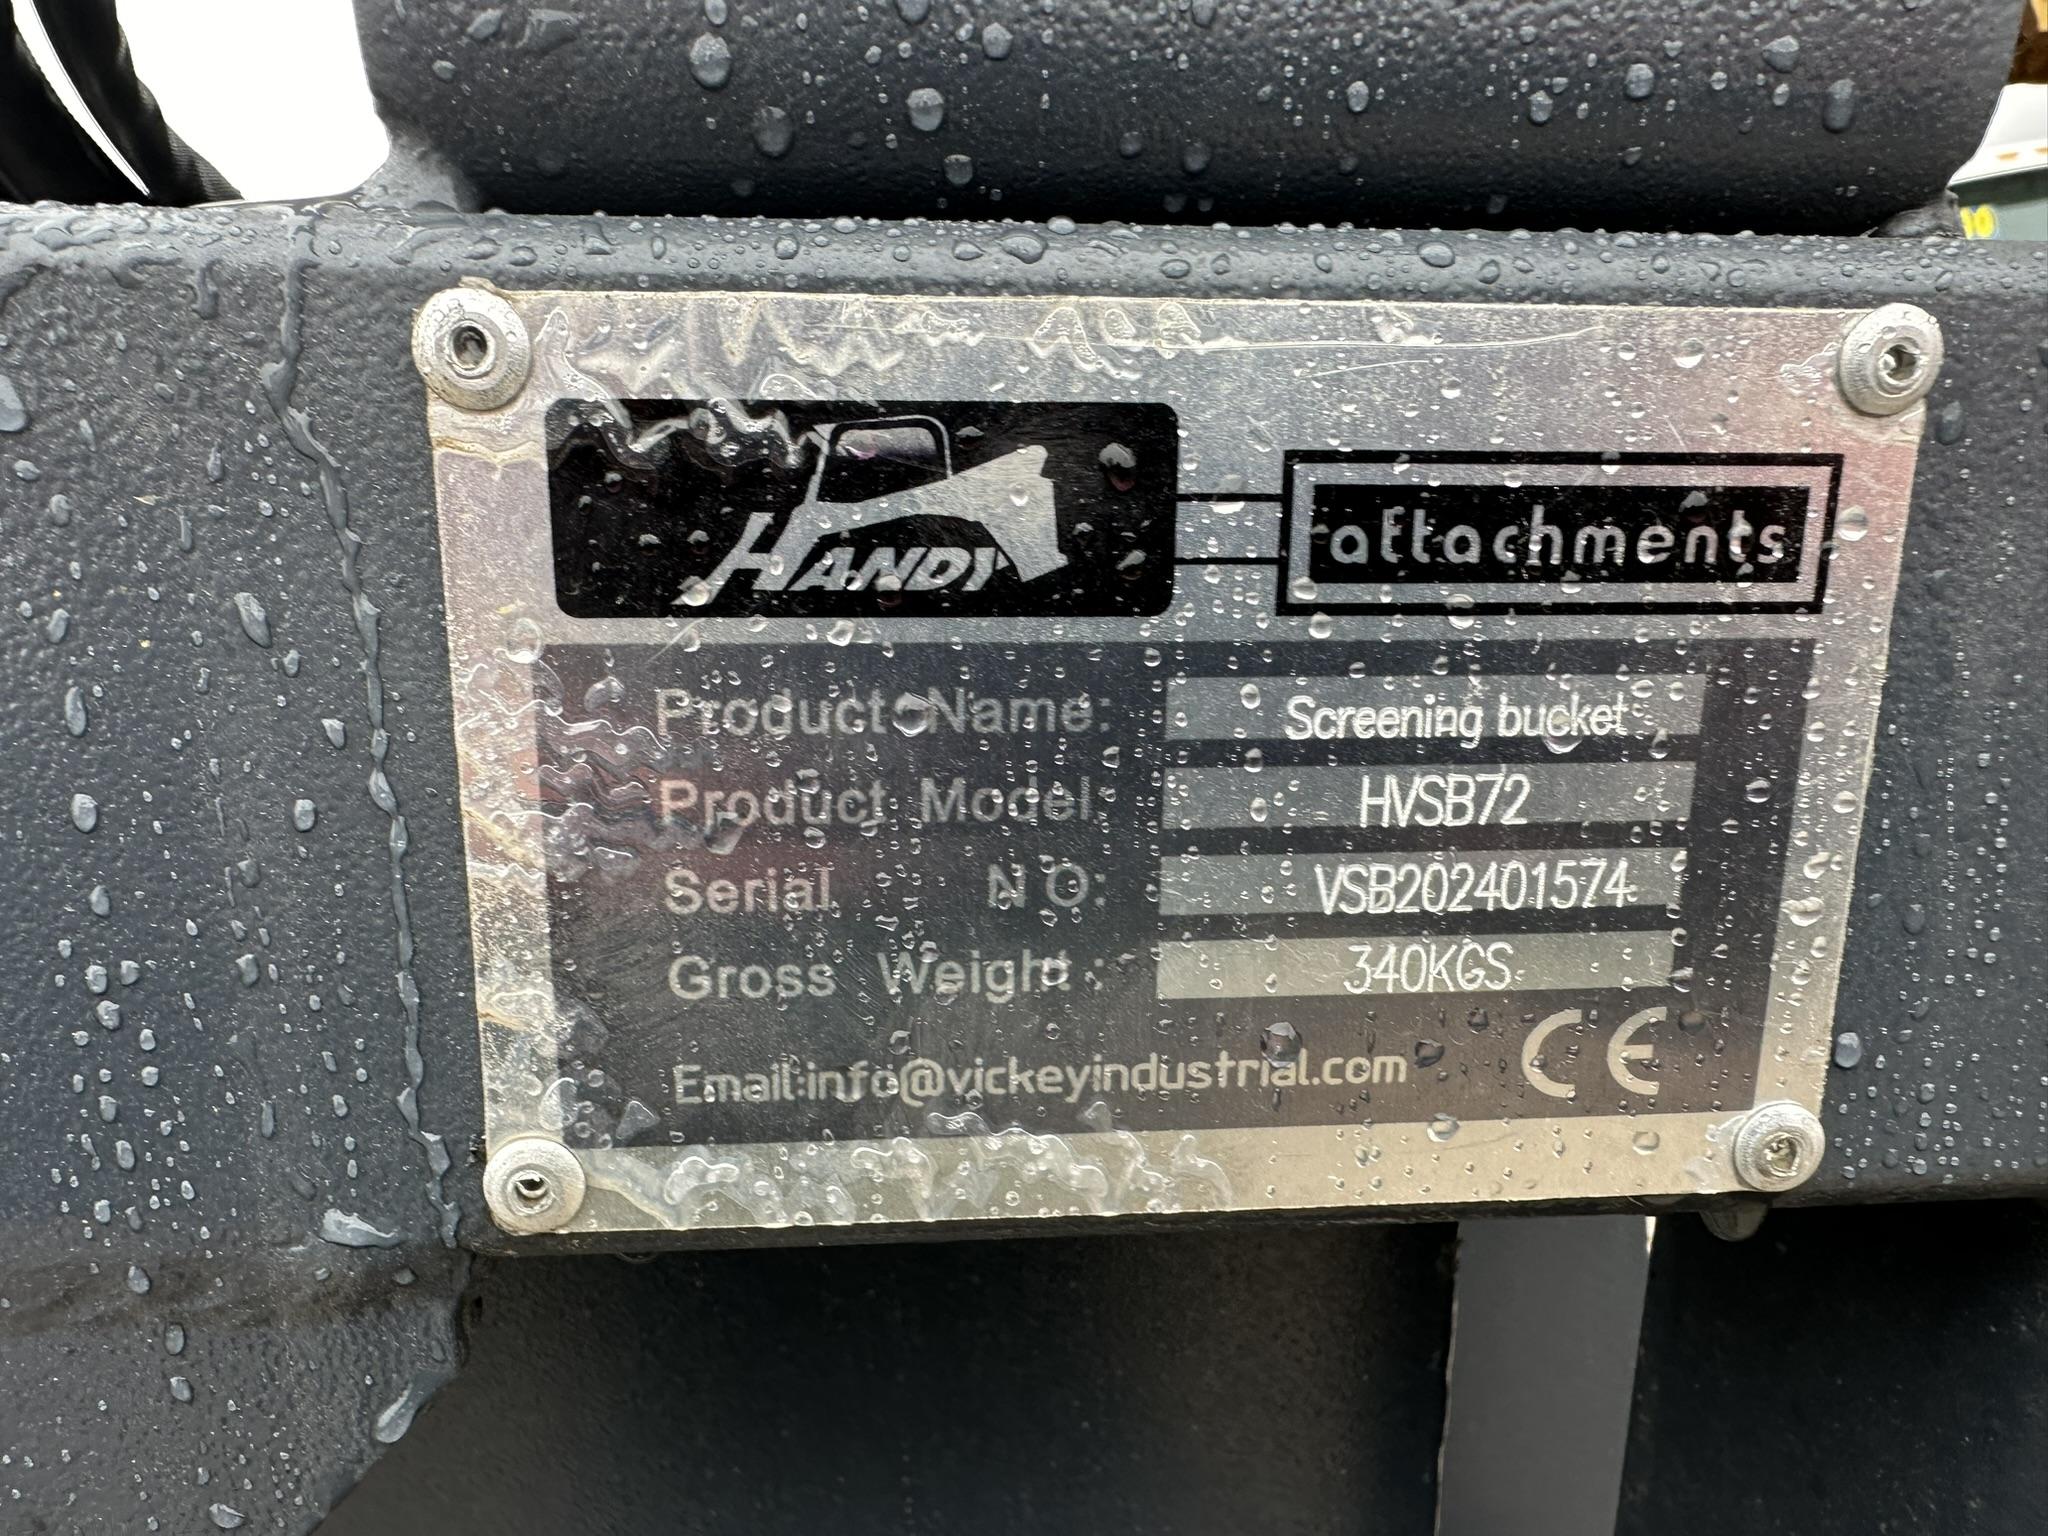 HANDI
attachments
Product Name: Screening bucket
Product Model: HVSB72
Serial NO: VSB202401574
Gross Weight: 340KGS
Email:info@vickeyindustrial.com CE